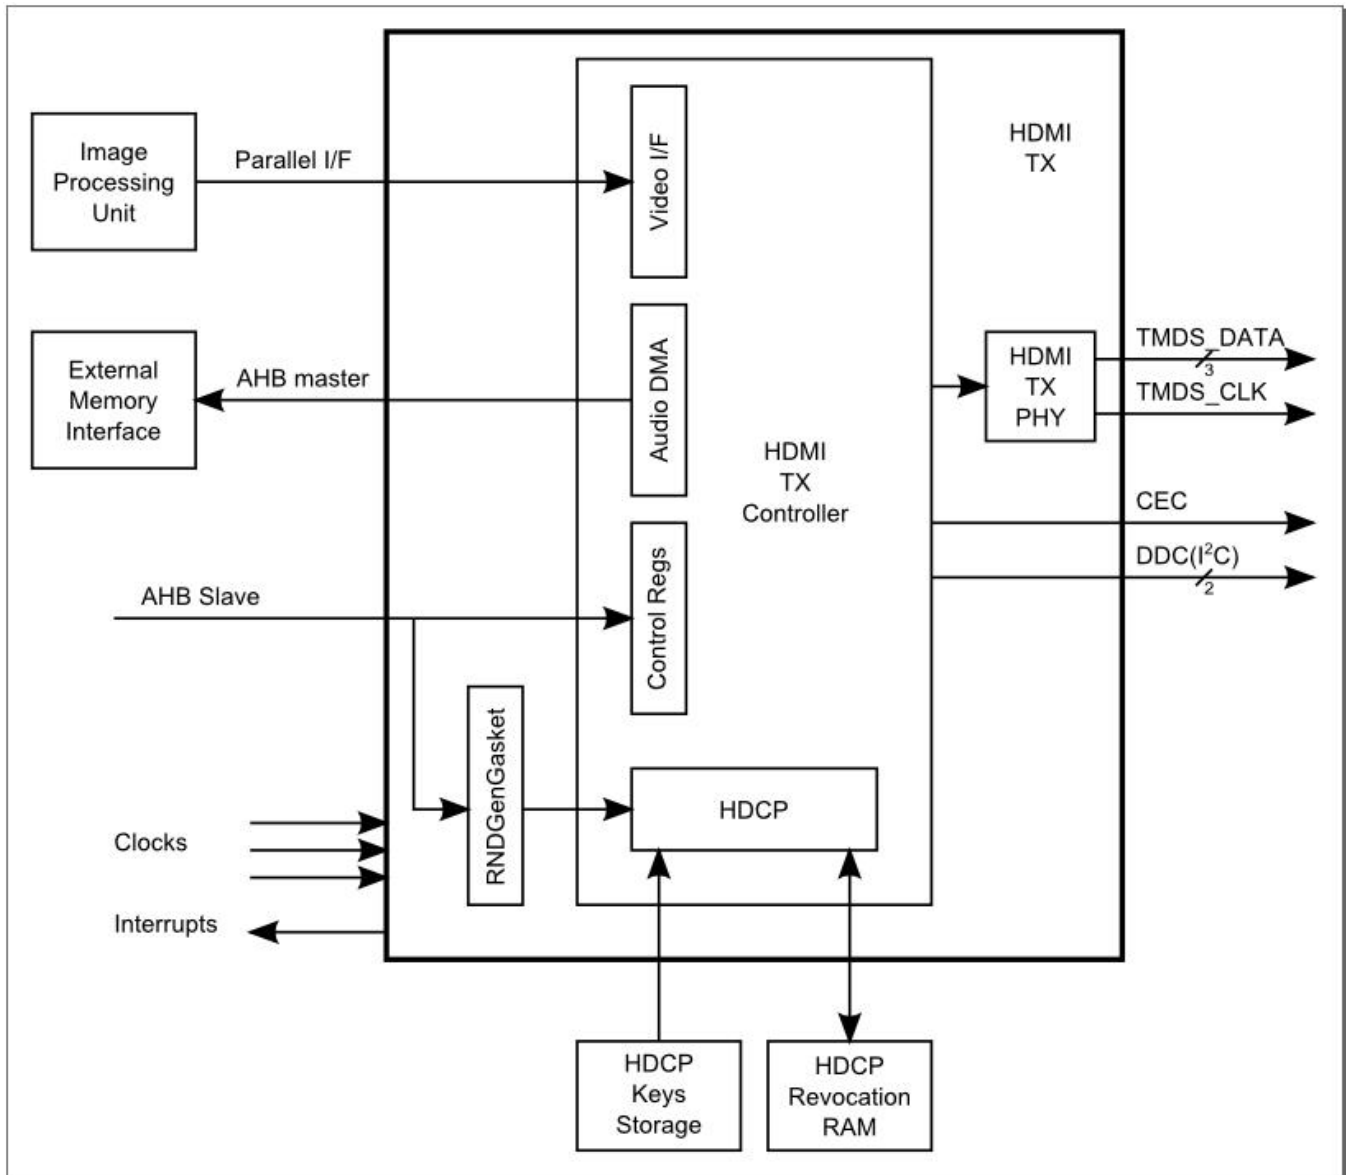 HDMI
TX
Image
Processing
Unit
Parallel I/F
Video I/F
External
Memory
Interface
AHB master
Audio DMA
HDMI
TX
Controller
HDMI
TX
PHY
TMDS_DATA
3
TMDS_CLK
CEC
DDC(I²C)
2
AHB Slave
Control Regs
RNDGenGasket
HDCP
Clocks
Interrupts
HDCP
Keys
Storage
HDCP
Revocation
RAM